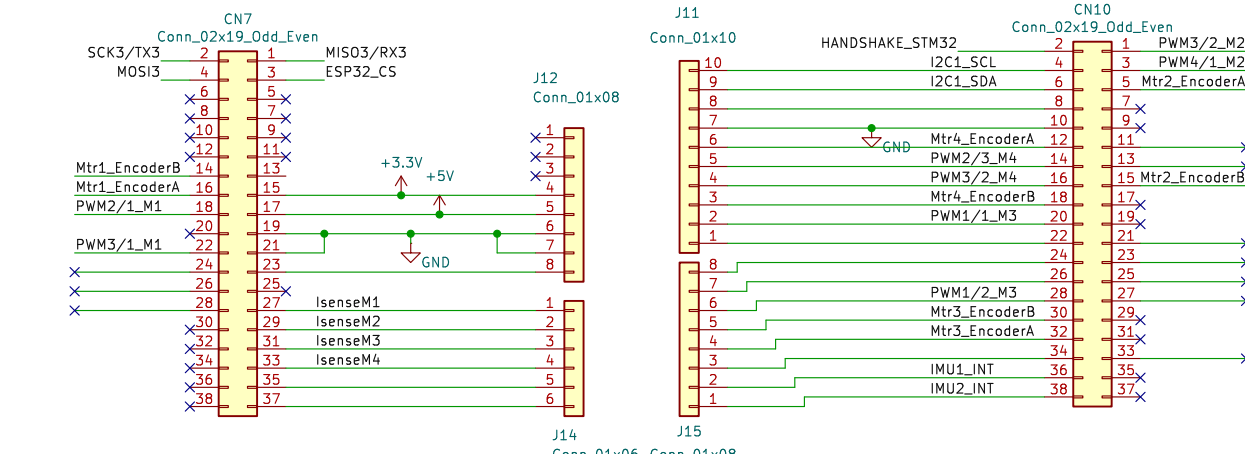 CN7
Conn_02x19_Odd_Even
SCK3/TX3 2 1 MISO3/RX3
MOSI3 4 3 ESP32_CS
6 5
8 7
10 9
12 11
Mtr1_EncoderB 14 13
Mtr1_EncoderA 16 15
PWM2/1_M1 18 17
20 19
PWM3/1_M1 22 21
24 23
26 25
28 27 IsenseM1
30 29 IsenseM2
32 31 IsenseM3
34 33 IsenseM4
36 35
38 37
+3.3V
+5V
GND
J12
Conn_01x08
1
2
3
4
5
6
7
8
1
2
3
4
5
6
J14
Conn_01x06
J11
Conn_01x10
10
9
8
7
6
5
4
3
2
1
GND
8
7
6
5
4
3
2
1
J15
Conn_01x08
CN10
Conn_02x19_Odd_Even
HANDSHAKE_STM32 2 1 PWM3/2_M2
I2C1_SCL 4 3 PWM4/1_M2
I2C1_SDA 6 5 Mtr2_EncoderA
8 7
10 9
Mtr4_EncoderA 12 11
PWM2/3_M4 14 13
PWM3/2_M4 16 15 Mtr2_EncoderB
Mtr4_EncoderB 18 17
PWM1/1_M3 20 19
22 21
24 23
26 25
PWM1/2_M3 28 27
Mtr3_EncoderB 30 29
Mtr3_EncoderA 32 31
34 33
IMU1_INT 36 35
IMU2_INT 38 37